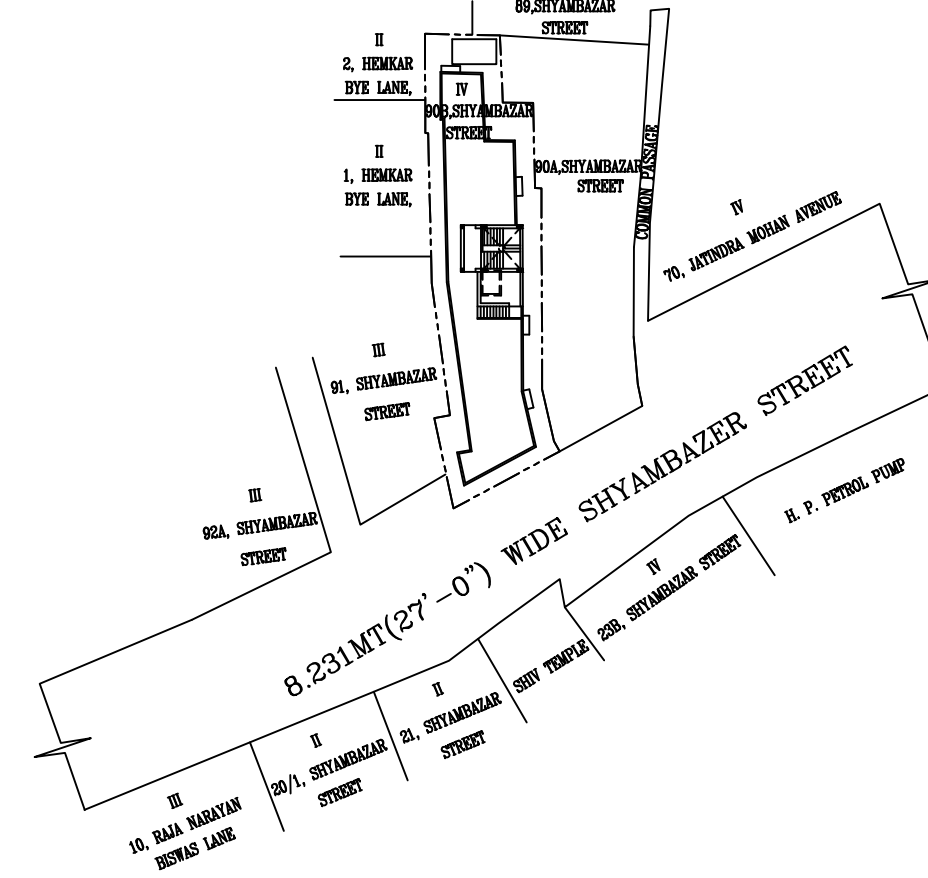 89,SHYAMBAZAR
STREET
II
2, HEMKAR
BYE LANE,
IV
90B,SHYAMBAZAR
STREET
II
1, HEMKAR
BYE LANE,
90A,SHYAMBAZAR
STREET
COMMON PASSAGE
IV
70, JATINDRA MOHAN AVENUE
III
91, SHYAMBAZAR
STREET
III
92A, SHYAMBAZAR
STREET
8.231MT(27'-0") WIDE SHYAMBAZER STREET
H. P. PETROL PUMP
IV
23B, SHYAMBAZAR STREET
SHIV TEMPLE
II
21, SHYAMBAZAR
STREET
II
20/1, SHYAMBAZAR
STREET
III
10, RAJA NARAYAN
BISWAS LANE